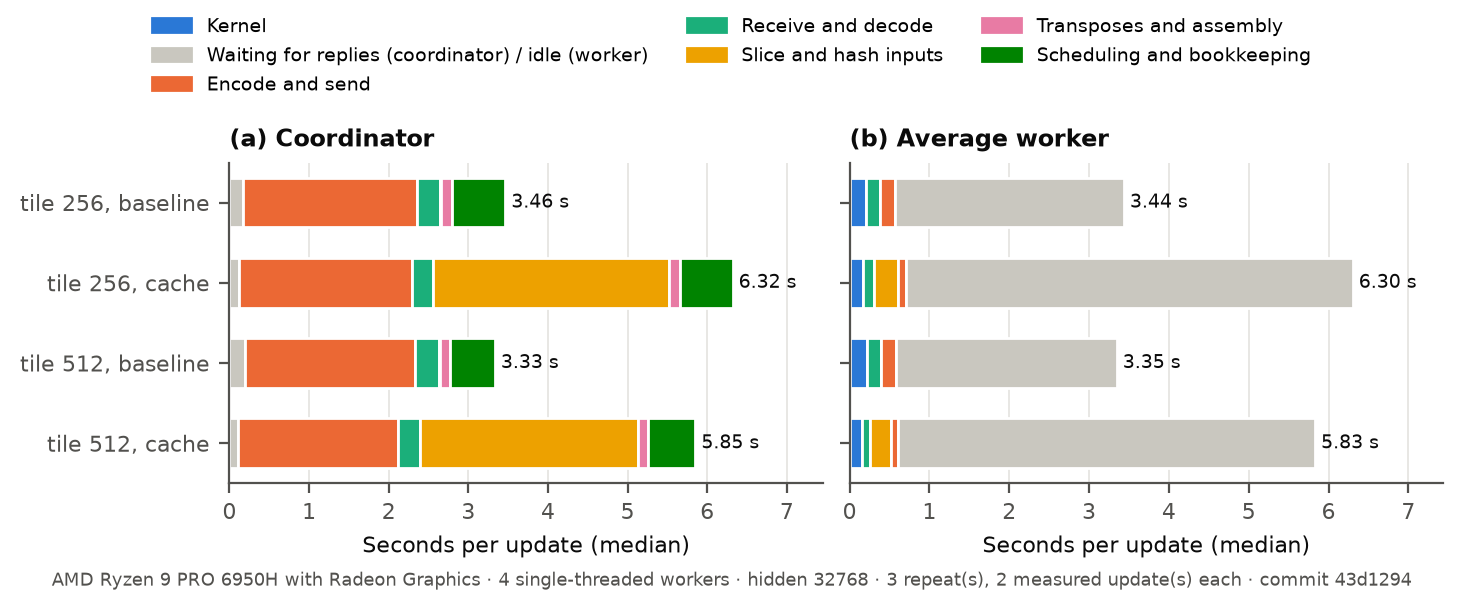 Kernel
Waiting for replies (coordinator) / idle (worker)
Encode and send
Receive and decode
Slice and hash inputs
Transposes and assembly
Scheduling and bookkeeping
(a) Coordinator
tile 256, baseline
3.46 s
tile 256, cache
6.32 s
tile 512, baseline
3.33 s
tile 512, cache
5.85 s
0 1 2 3 4 5 6 7
Seconds per update (median)
(b) Average worker
3.44 s
6.30 s
3.35 s
5.83 s
0 1 2 3 4 5 6 7
Seconds per update (median)
AMD Ryzen 9 PRO 6950H with Radeon Graphics · 4 single-threaded workers · hidden 32768 · 3 repeat(s), 2 measured update(s) each · commit 43d1294